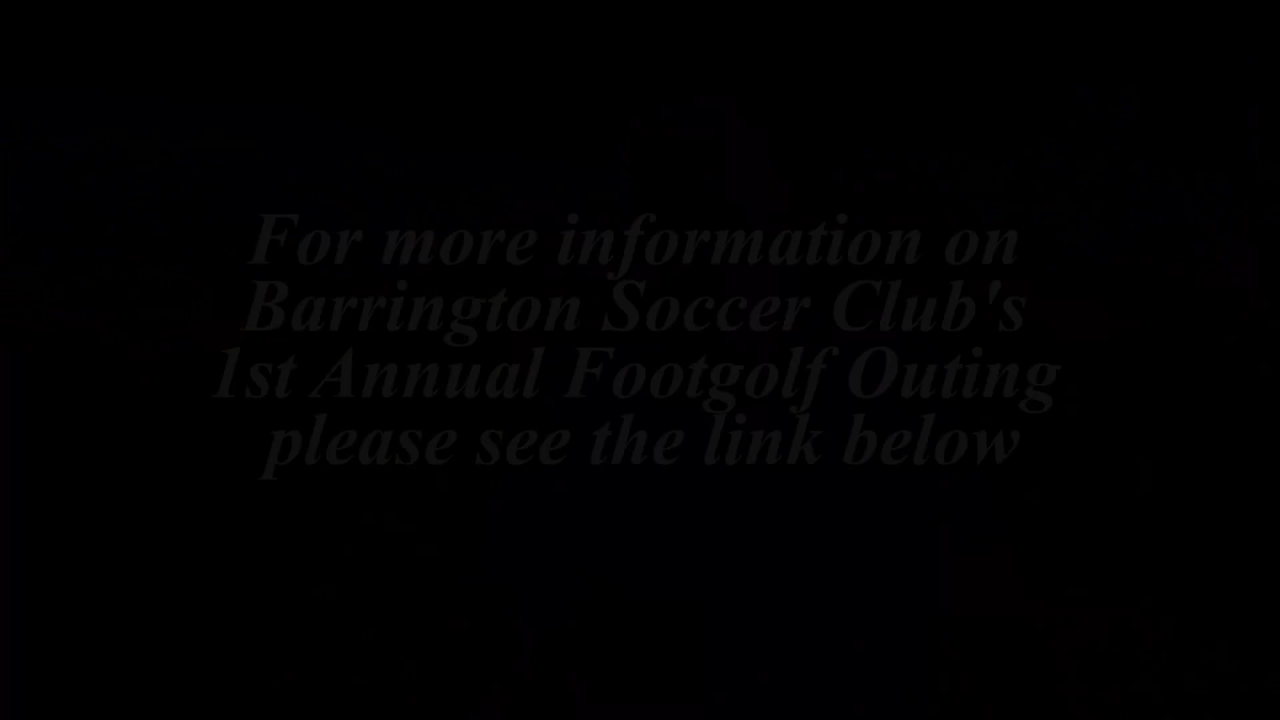 For more information on
Barrington Soccer Club's
1st Annual Footgolf Outing
please see the link below